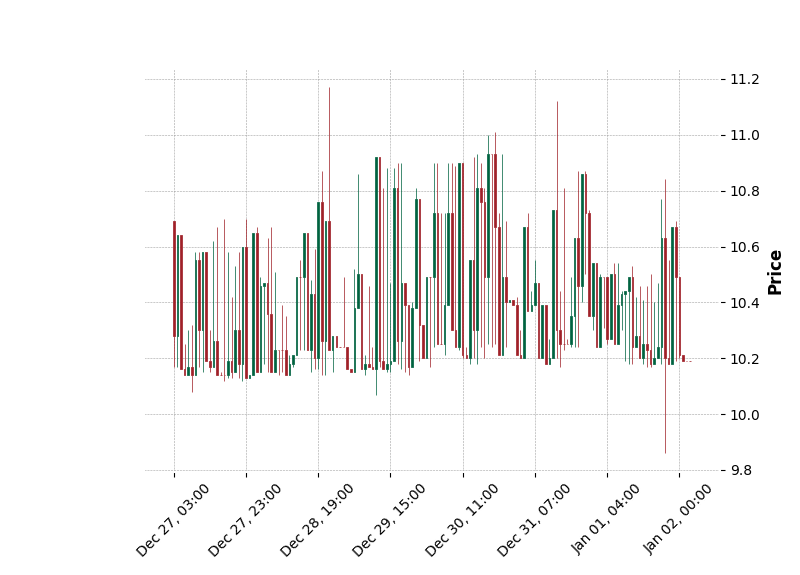 11.2
11.0
10.8
10.6
10.4
10.2
10.0
9.8
Price
Dec 27, 03:00
Dec 27, 23:00
Dec 28, 19:00
Dec 29, 15:00
Dec 30, 11:00
Dec 31, 07:00
Jan 01, 04:00
Jan 02, 00:00